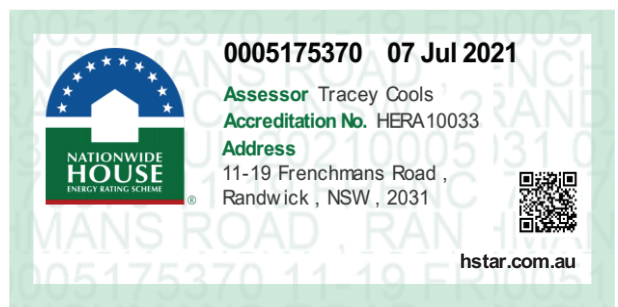 0005175370 07 Jul 2021
Assessor Tracey Cools
Accreditation No. HERA10033
Address
11-19 Frenchmans Road ,
Randwick , NSW , 2031
NATIONWIDE
HOUSE
ENERGY RATING SCHEME
®
hstar.com.au